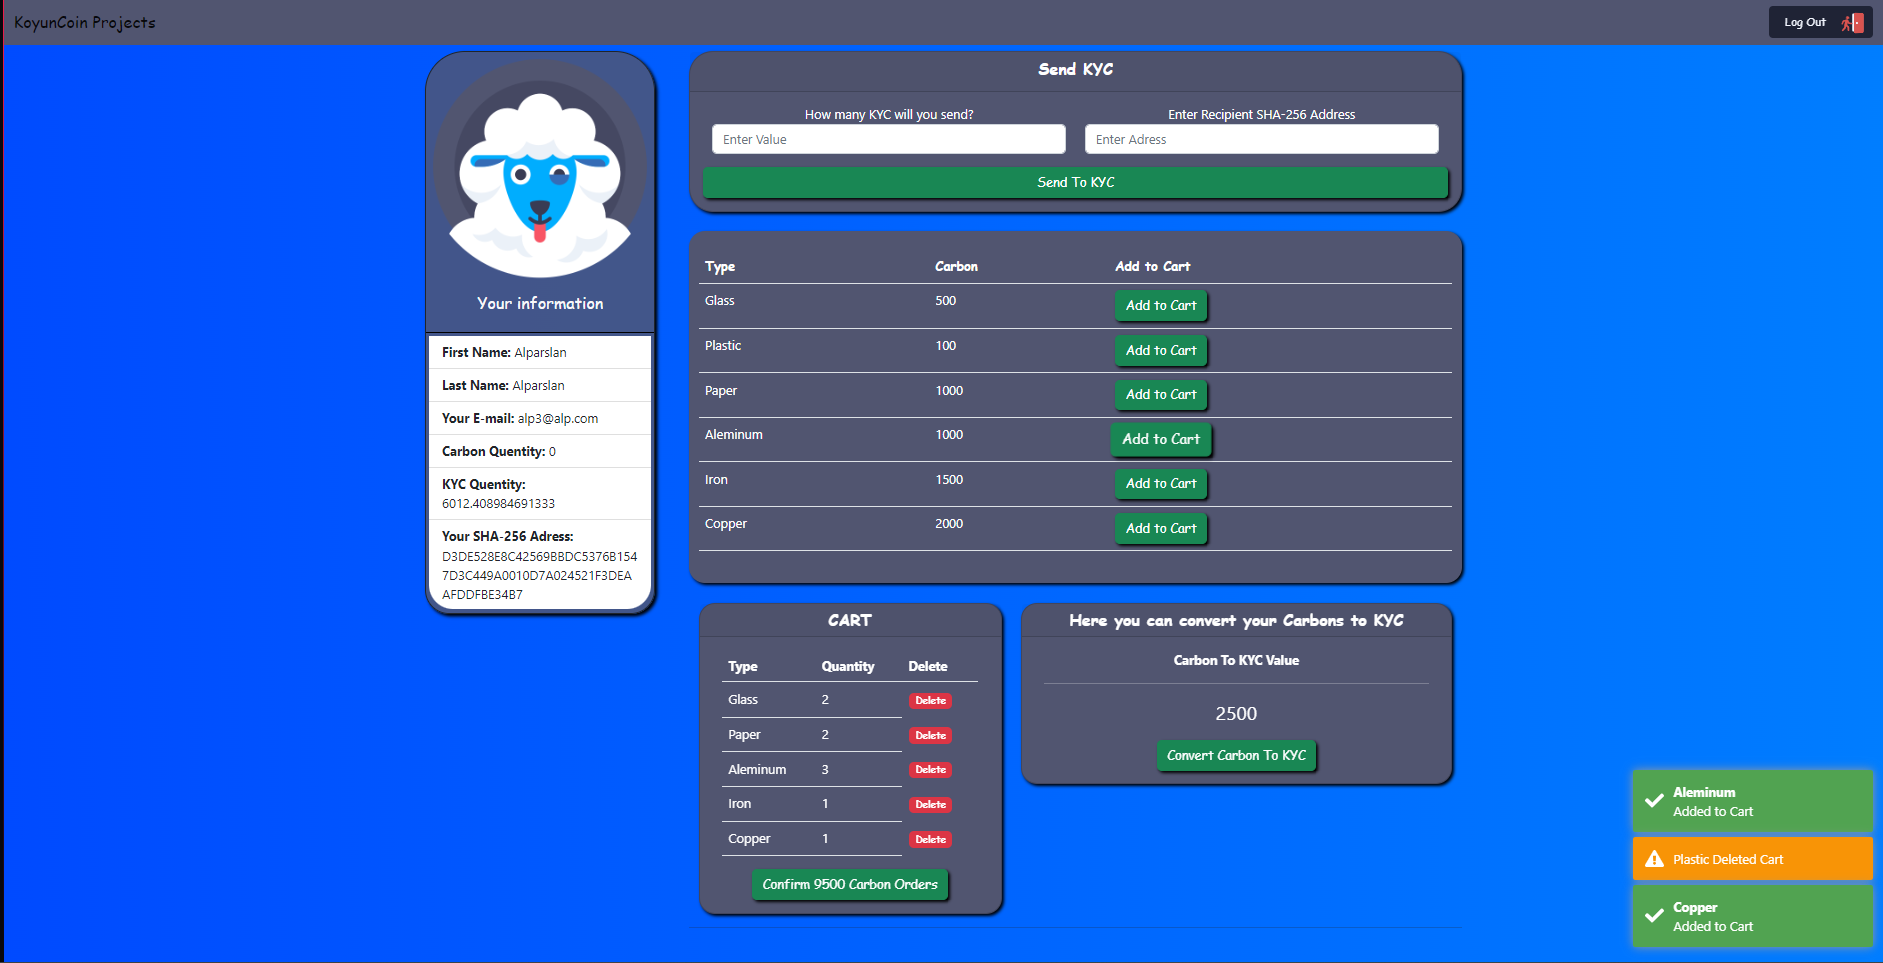 KoyunCoin Projects
Log Out
Your information
First Name: Alparslan
Last Name: Alparslan
Your E-mail: alp3@alp.com
Carbon Quentity: 0
KYC Quentity:
6012.408984691333
Your SHA-256 Adress:
D3DE528E8C42569BBDC5376B154
7D3C449A0010D7A024521F3DEA
AFDDFBE34B7
Send KYC
How many KYC will you send?
Enter Recipient SHA-256 Address
Enter Value
Enter Adress
Send To KYC
Type Carbon Add to Cart
Glass 500 Add to Cart
Plastic 100 Add to Cart
Paper 1000 Add to Cart
Aleminum 1000 Add to Cart
Iron 1500 Add to Cart
Copper 2000 Add to Cart
CART
Type Quantity Delete
Glass 2 Delete
Paper 2 Delete
Aleminum 3 Delete
Iron 1 Delete
Copper 1 Delete
Confirm 9500 Carbon Orders
Here you can convert your Carbons to KYC
Carbon To KYC Value
2500
Convert Carbon To KYC
Aleminum
Added to Cart
Plastic Deleted Cart
Copper
Added to Cart